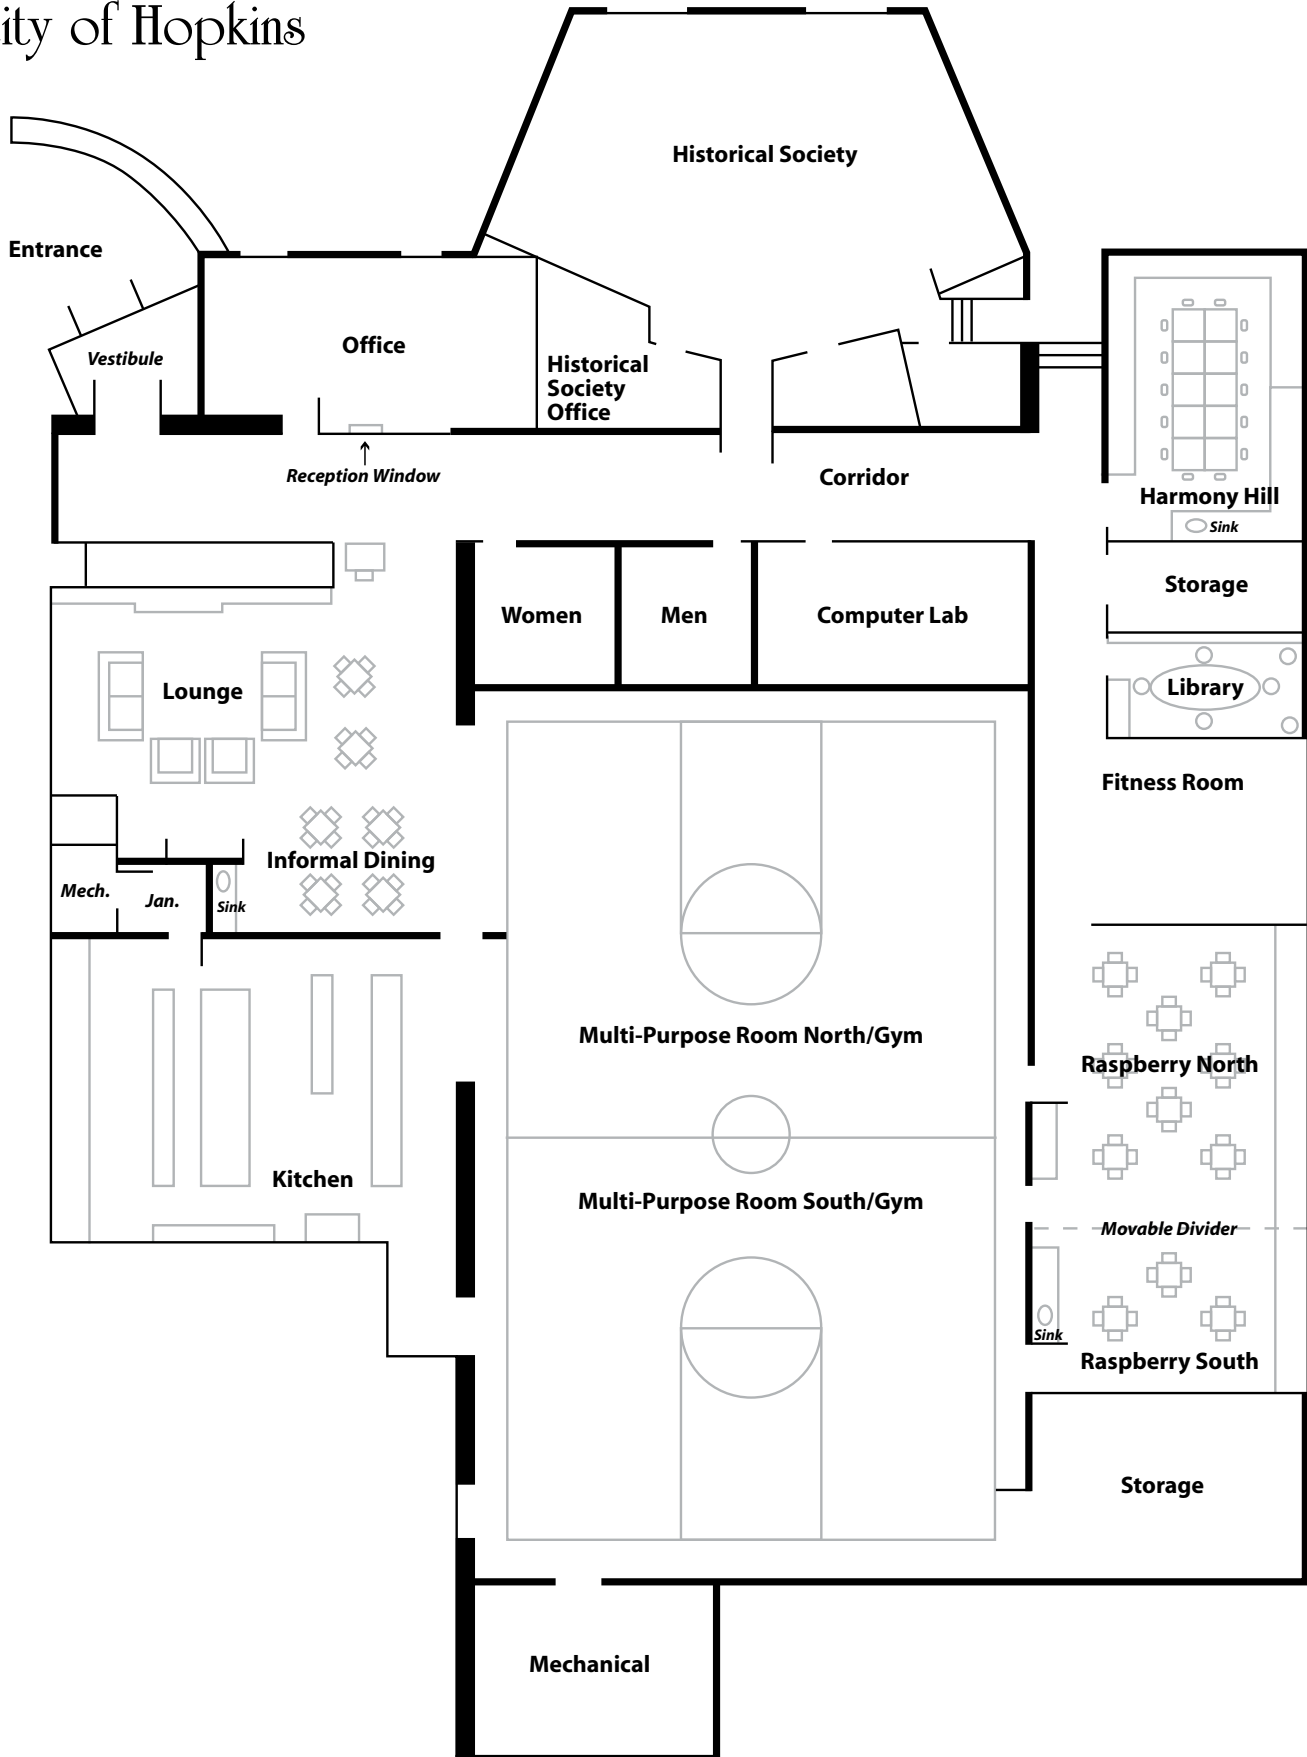 ity of Hopkins
Historical Society
Entrance
Vestibule
Office
Historical
Society
Office
Reception Window
Corridor
Harmony Hill
Sink
Storage
Women
Men
Computer Lab
Lounge
Library
Fitness Room
Informal Dining
Mech.
Jan.
Sink
Multi-Purpose Room North/Gym
Raspberry North
Kitchen
Multi-Purpose Room South/Gym
Movable Divider
Sink
Raspberry South
Storage
Mechanical